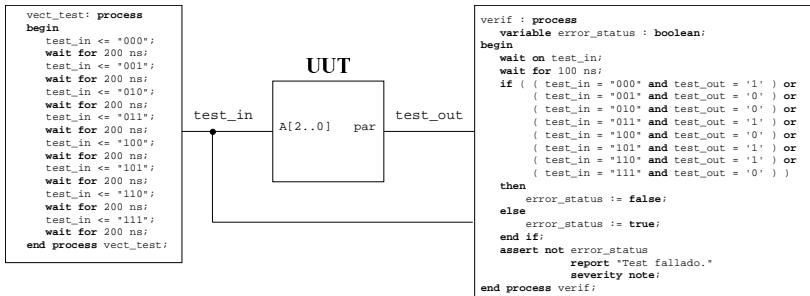 vect_test: process
begin
test_in <= "000";
wait for 200 ns;
test_in <= "001";
wait for 200 ns;
test_in <= "010";
wait for 200 ns;
test_in <= "011";
wait for 200 ns;
test_in <= "100";
wait for 200 ns;
test_in <= "101";
wait for 200 ns;
test_in <= "110";
wait for 200 ns;
test_in <= "111";
wait for 200 ns;
end process vect_test;
test_in
UUT
A[2..0] par
test_out
verif : process
variable error_status : boolean;
begin
wait on test_in;
wait for 100 ns;
if ( ( test_in = "000" and test_out = '1' ) or
( test_in = "001" and test_out = '0' ) or
( test_in = "010" and test_out = '0' ) or
( test_in = "011" and test_out = '1' ) or
( test_in = "100" and test_out = '0' ) or
( test_in = "101" and test_out = '1' ) or
( test_in = "110" and test_out = '1' ) or
( test_in = "111" and test_out = '0' ) )
then
error_status := false;
else
error_status := true;
end if;
assert not error_status
report "Test fallado."
severity note;
end process verif;